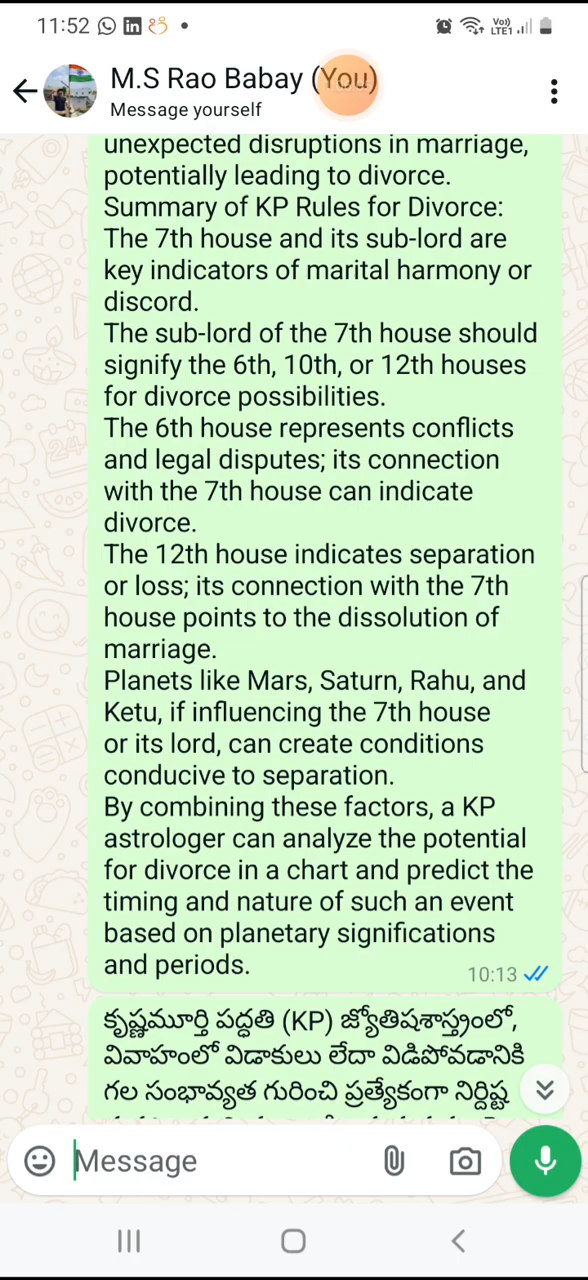 11:52
Vo))
LTE1
M.S Rao Babay (You)
Message yourself
unexpected disruptions in marriage,
potentially leading to divorce.
Summary of KP Rules for Divorce:
The 7th house and its sub-lord are
key indicators of marital harmony or
discord.
The sub-lord of the 7th house should
signify the 6th, 10th, or 12th houses
for divorce possibilities.
The 6th house represents conflicts
and legal disputes; its connection
with the 7th house can indicate
divorce.
The 12th house indicates separation
or loss; its connection with the 7th
house points to the dissolution of
marriage.
Planets like Mars, Saturn, Rahu, and
Ketu, if influencing the 7th house
or its lord, can create conditions
conducive to separation.
By combining these factors, a KP
astrologer can analyze the potential
for divorce in a chart and predict the
timing and nature of such an event
based on planetary significations
and periods.
10:13
కృష్ణమూర్తి పద్ధతి (KP) జ్యోతిషశాస్త్రంలో,
వివాహంలో విడాకులు లేదా విడిపోవడానికి
గల సంభావ్యత గురించి ప్రత్యేకంగా నిర్దిష్ట
Message